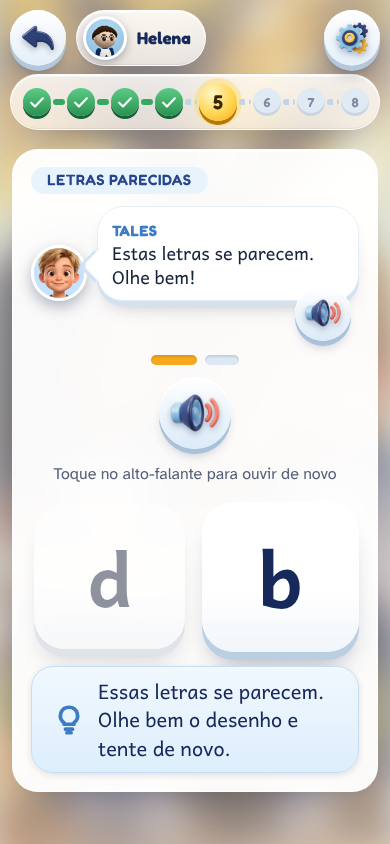 Helena
5
6
7
8
LETRAS PARECIDAS
TALES
Estas letras se parecem.
Olhe bem!
Toque no alto-falante para ouvir de novo
d
b
Essas letras se parecem.
Olhe bem o desenho e
tente de novo.